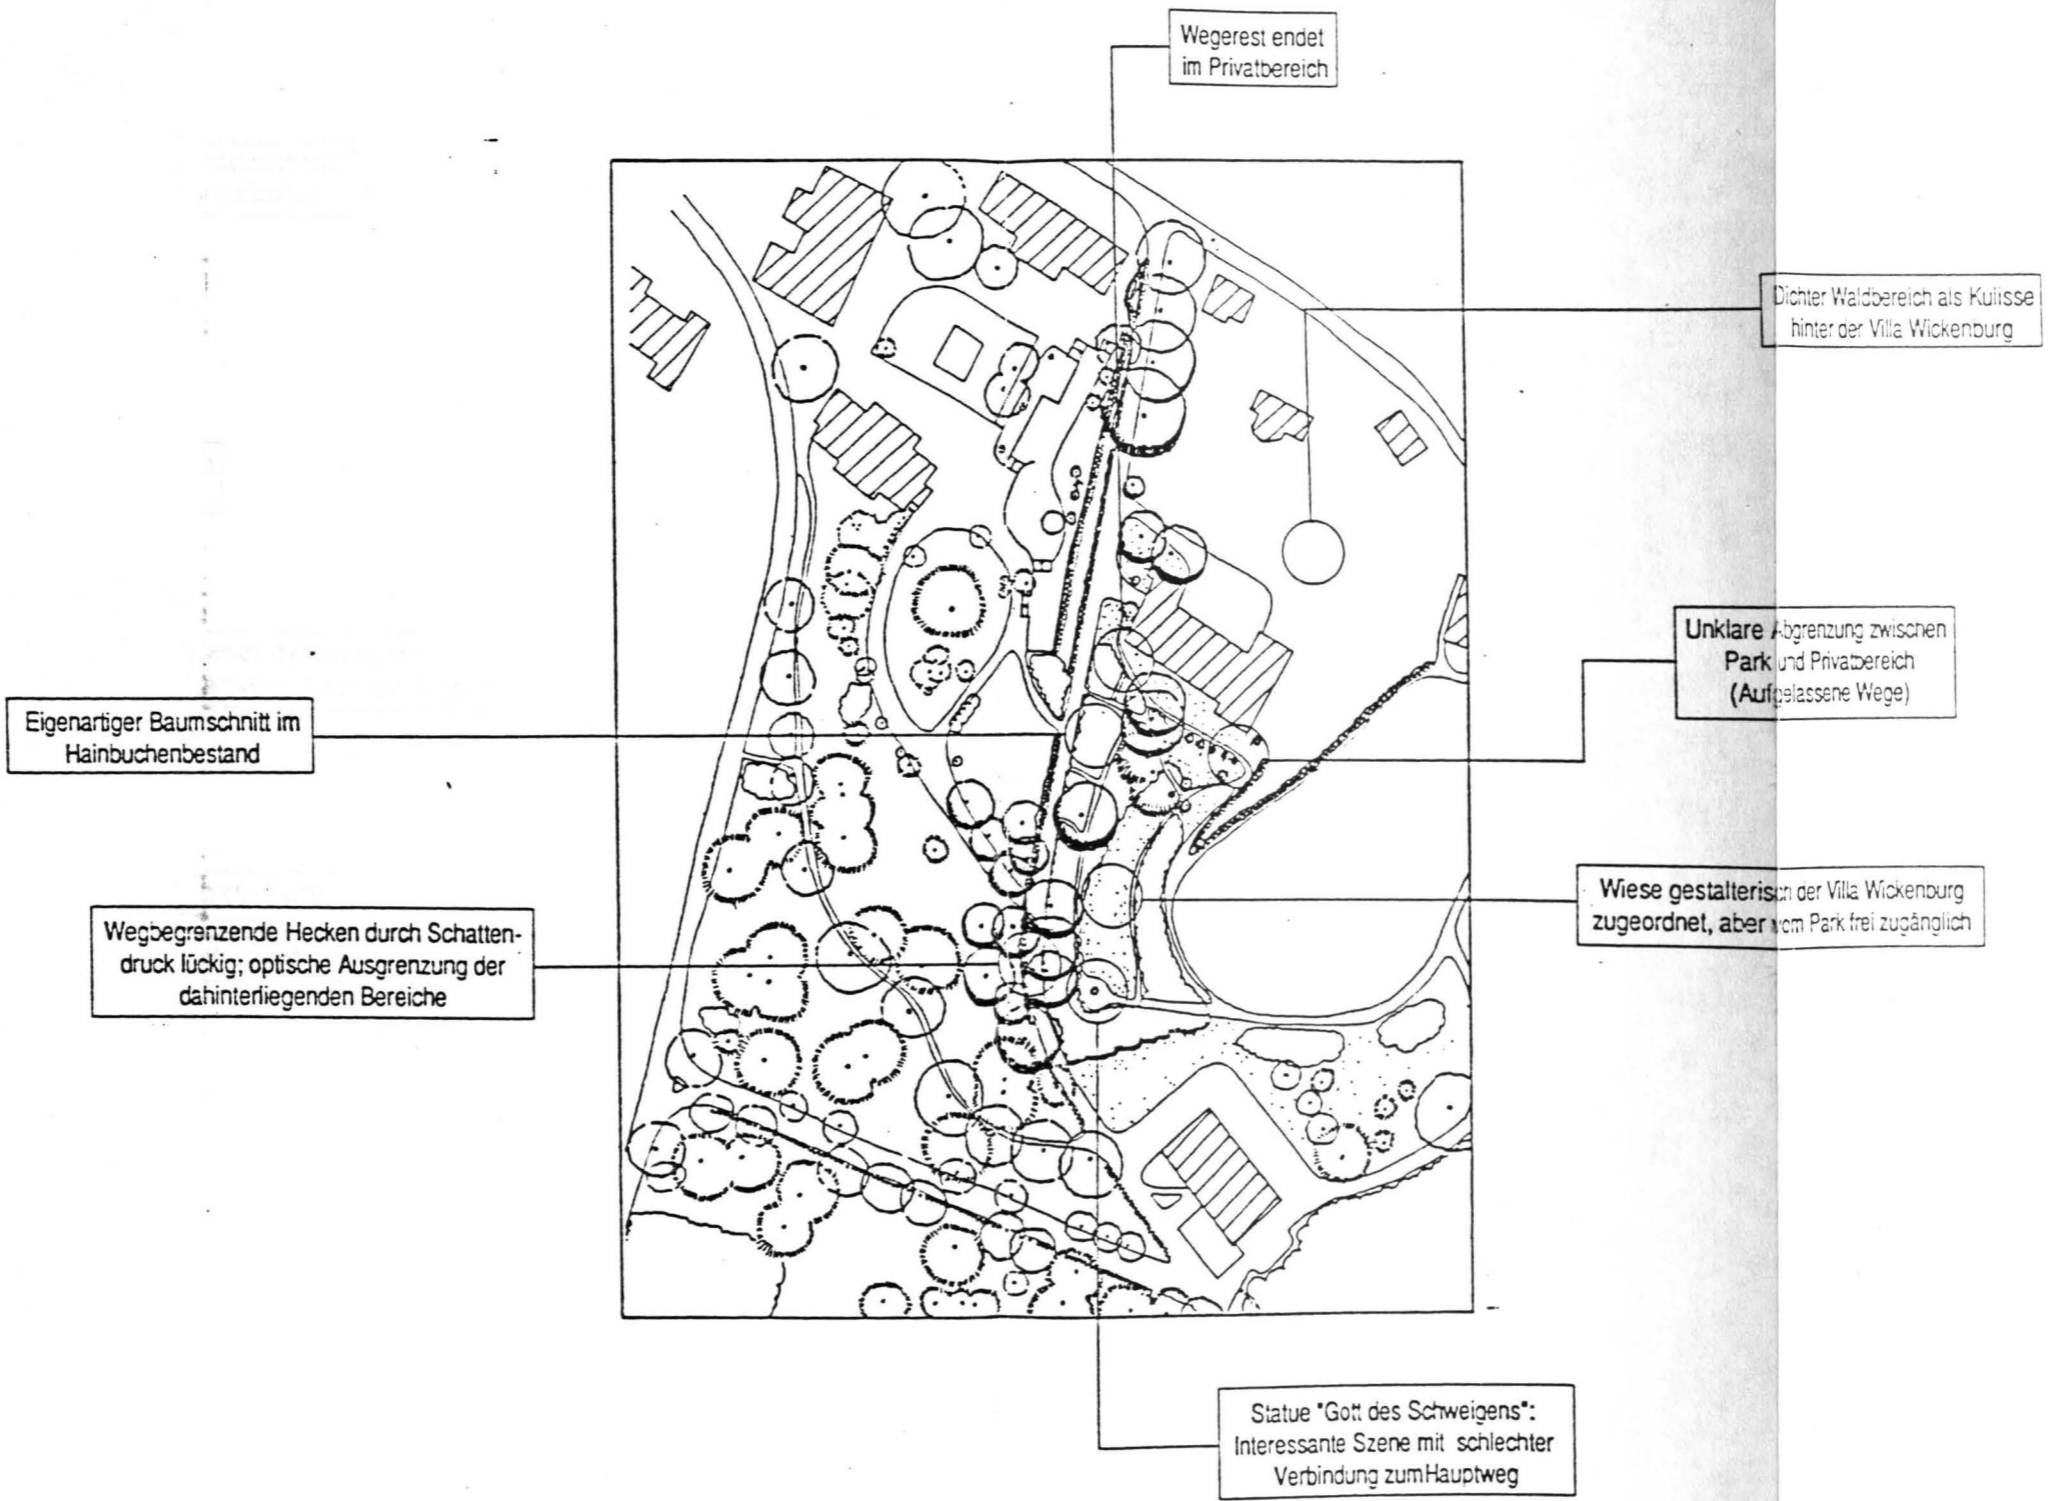 Wegerest endet
im Privatbereich
Dichter Waldbereich als Kulisse
hinter der Villa Wickenburg
Unklare Abgrenzung zwischen
Park und Privatbereich
(Aufgelassene Wege)
Eigenartiger Baumschnitt im
Hainbuchenbestand
Wiese gestalterisch der Villa Wickenburg
zugeordnet, aber vom Park frei zugänglich
Wegbegrenzende Hecken durch Schatten-
druck lückig; optische Ausgrenzung der
dahinterliegenden Bereiche
Statue "Gott des Schweigens":
Interessante Szene mit schlechter
Verbindung zum Hauptweg